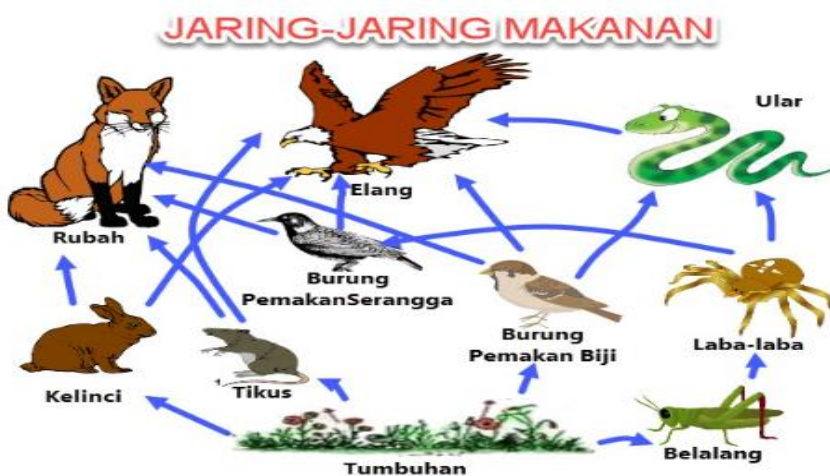 JARING-JARING MAKANAN
Ular
Elang
Rubah
Burung
PemakanSerangga
Burung
Pemakan Biji
Laba-laba
Kelinci
Tikus
Belalang
Tumbuhan